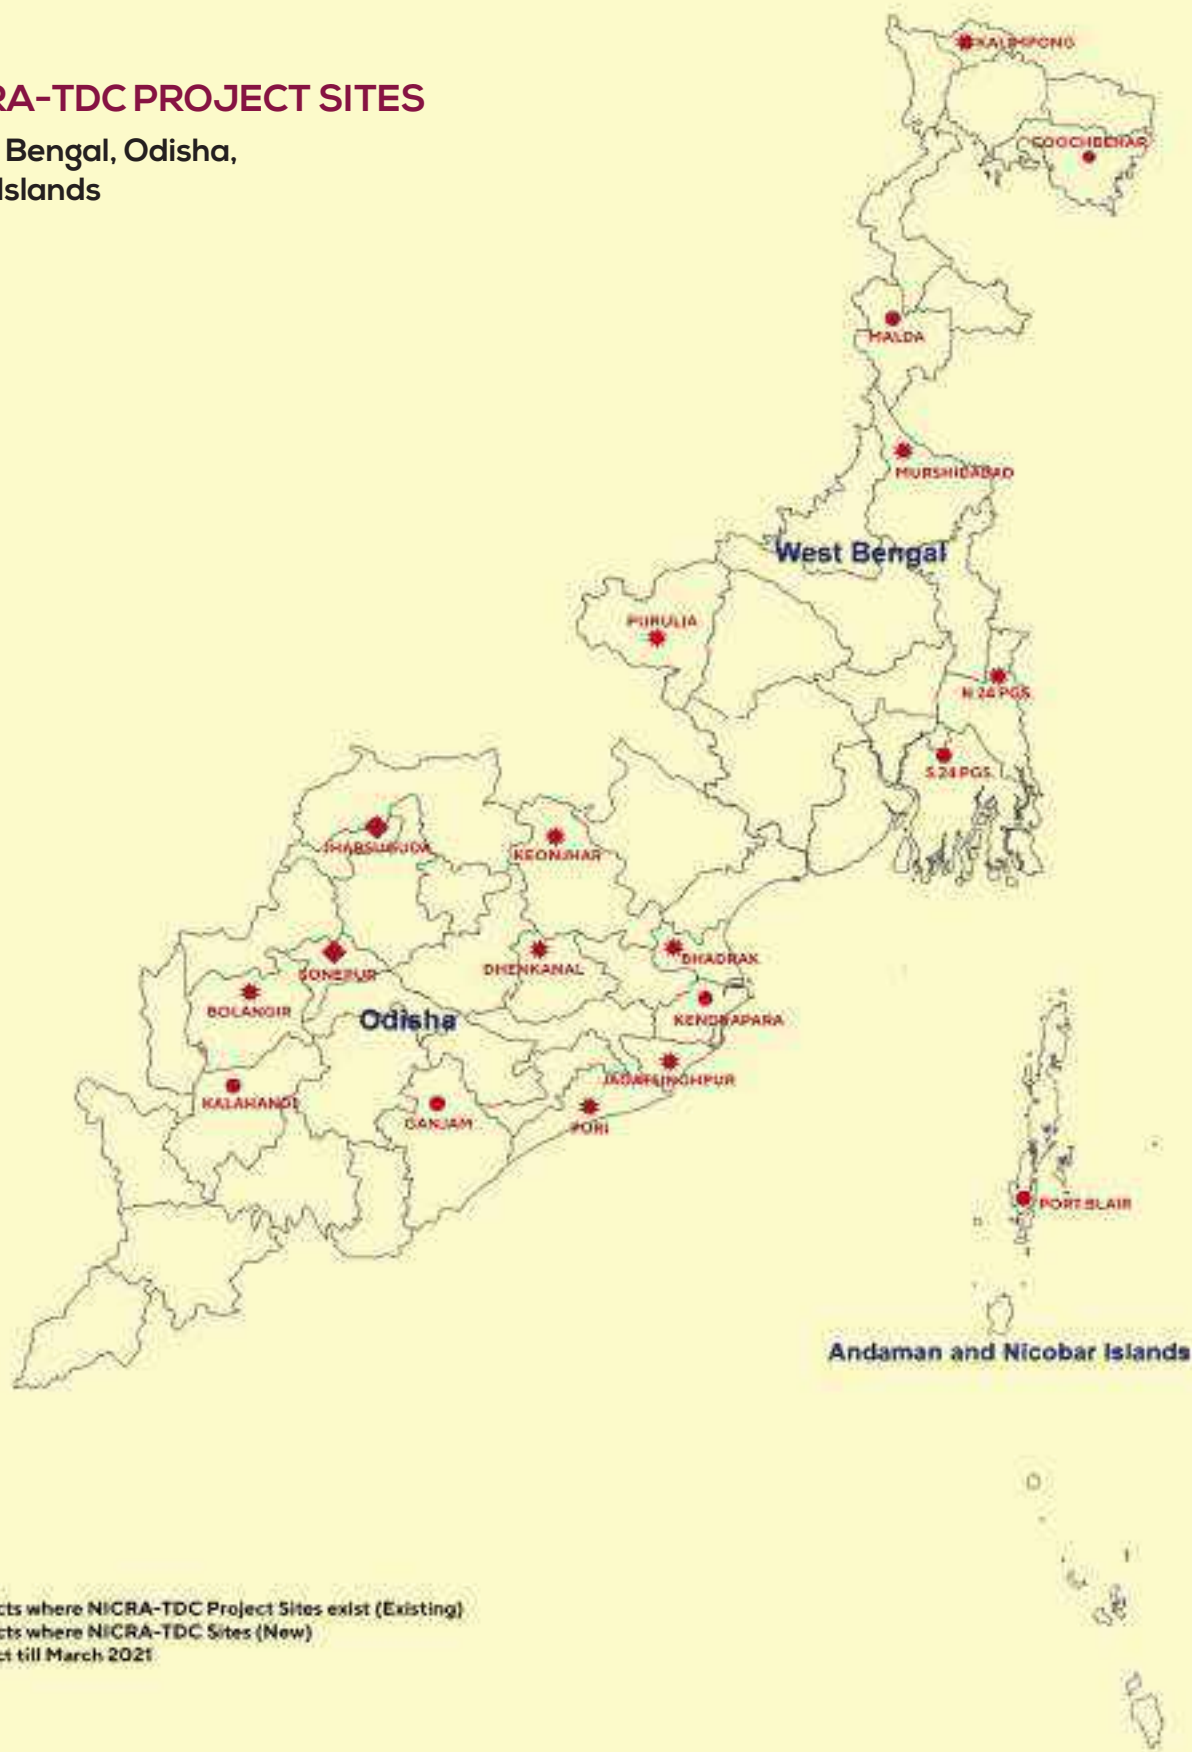 RA-TDC PROJECT SITES
Bengal, Odisha,
Islands
KALIMPONG
COOCHBEHAR
MALDA
MURSHIDABAD
West Bengal
PURULIA
N 24 PGS.
S.24 PGS.
JHARSUGUDA
KEONJHAR
SONEPUR
DHENKANAL
BHADRAK
BOLANGIR
Odisha
KENDRAPARA
JAGATSINGHPUR
KALAHANDI
GANJAM
PURI
PORT BLAIR
Andaman and Nicobar Islands
cts where NICRA-TDC Project Sites exist (Existing)
cts where NICRA-TDC Sites (New)
ct till March 2021